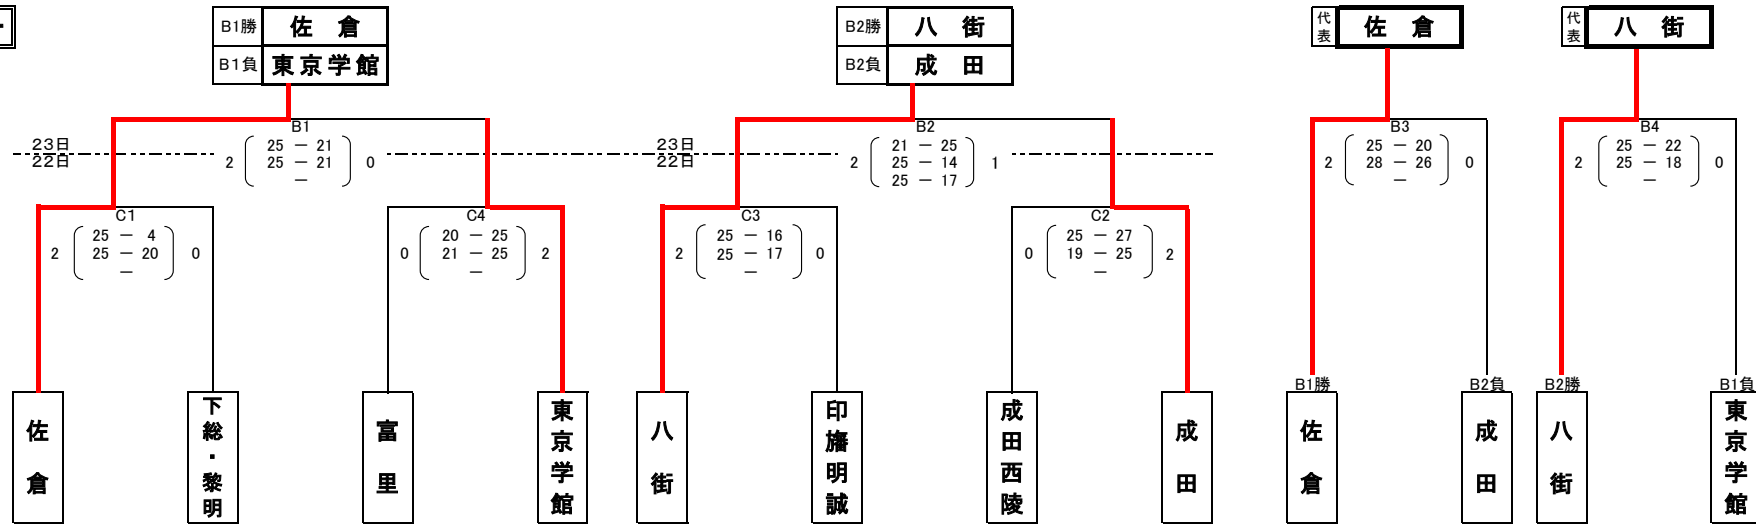 B1勝 佐倉
B1負 東京学館
B2勝 八街
B2負 成田
代表 佐倉
代表 八街
23日
22日
B1
25 － 21
2 25 － 21 0
－
23日
22日
B2
21 － 25
2 25 － 14 1
25 － 17
B3
25 － 20
2 28 － 26 0
－
B4
25 － 22
2 25 － 18 0
－
C1
25 － 4
2 25 － 20 0
－
C4
20 － 25
0 21 － 25 2
－
C3
25 － 16
2 25 － 17 0
－
C2
25 － 27
0 19 － 25 2
－
B1勝
B2負
B2勝
B1負
佐倉
下総・黎明
富里
東京学館
八街
印旛明誠
成田西陵
成田
佐倉
成田
八街
東京学館